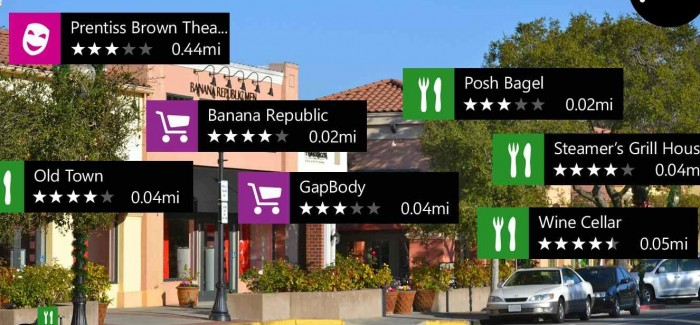 Prentiss Brown Thea...
0.44mi
BANANA REPUBLIC MEN
Banana Republic
0.02mi
Posh Bagel
0.02mi
Steamer's Grill Hous
0.04m
Old Town
0.04mi
GapBody
0.04mi
Wine Cellar
0.05mi